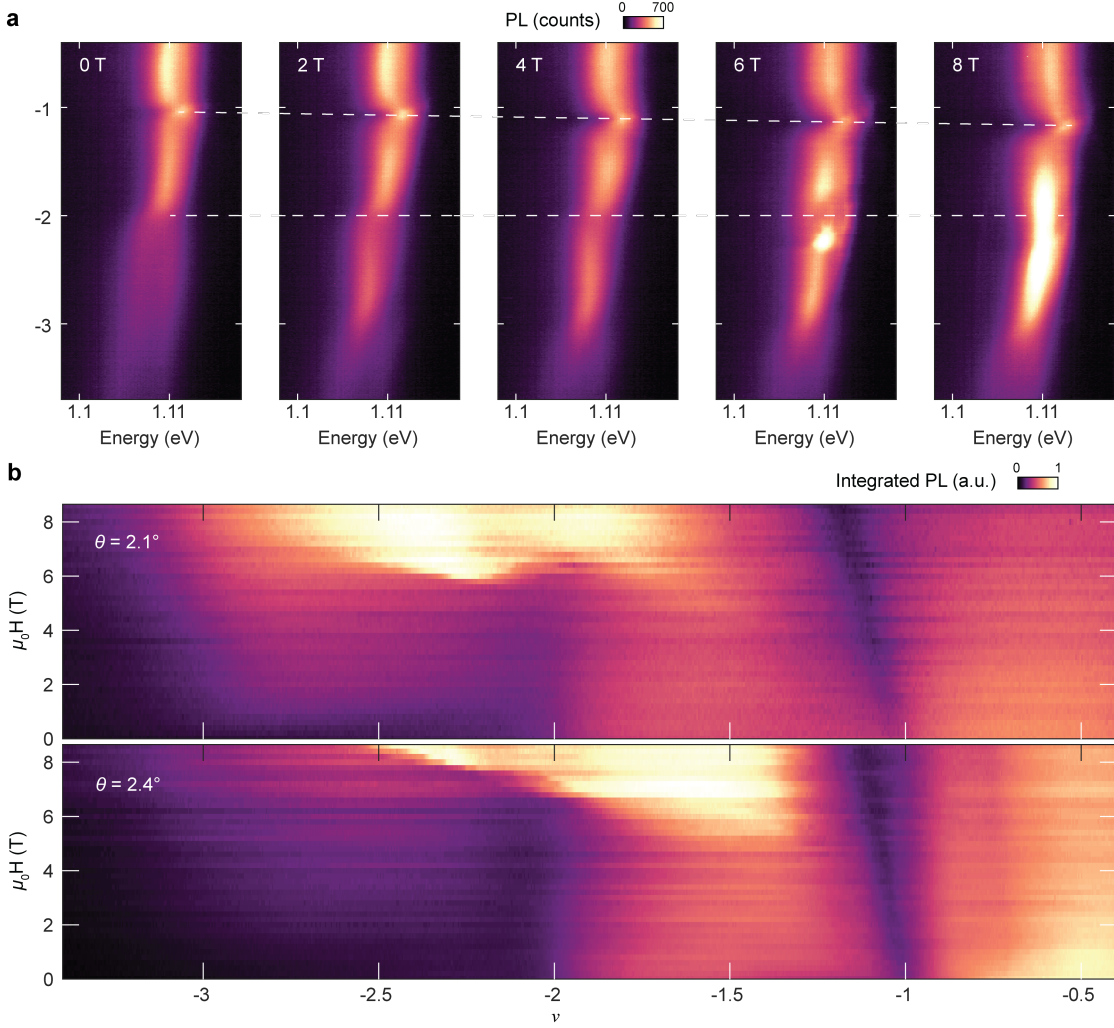 a
PL (counts)
0 700
0 T
2 T
4 T
6 T
8 T
-1
-2
-3
1.1 1.11
1.1 1.11
1.1 1.11
1.1 1.11
1.1 1.11
Energy (eV)
Energy (eV)
Energy (eV)
Energy (eV)
Energy (eV)
b
Integrated PL (a.u.)
0 1
θ = 2.1°
8
6
4
2
0
μ₀H (T)
θ = 2.4°
8
6
4
2
0
μ₀H (T)
-3 -2.5 -2 -1.5 -1 -0.5
ν